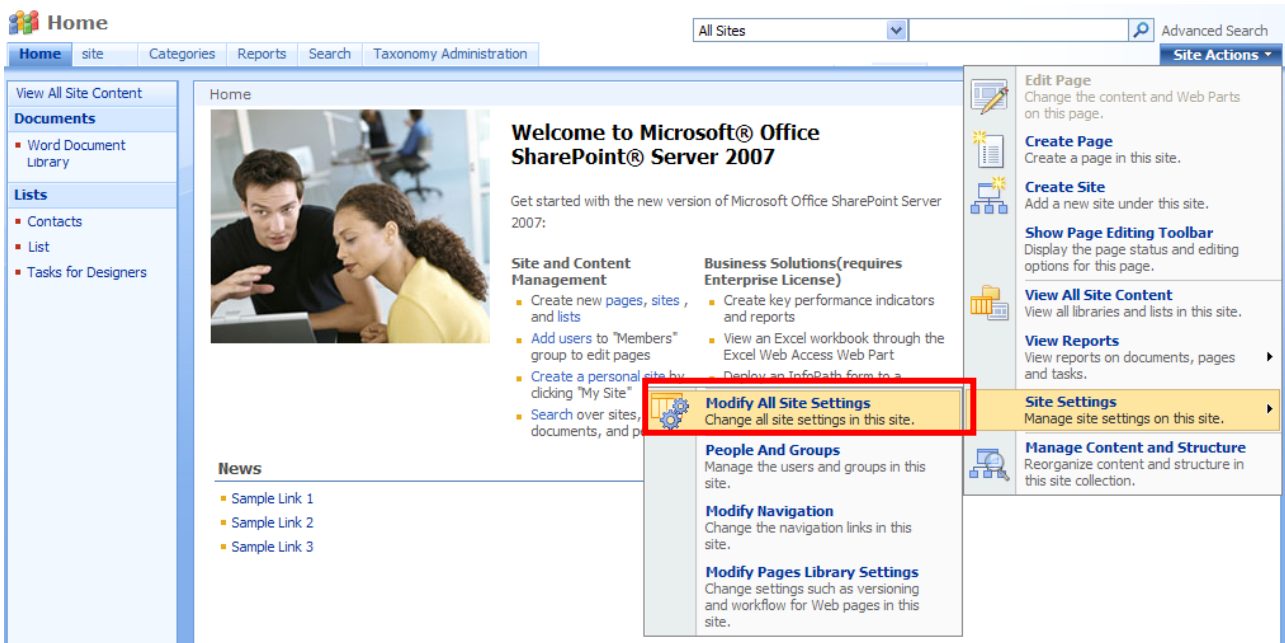 Home
All Sites
Advanced Search
Home site Categories Reports Search Taxonomy Administration
Site Actions
View All Site Content
Documents
Word Document
Library
Lists
Contacts
List
Tasks for Designers
Home
Welcome to Microsoft® Office
SharePoint® Server 2007
Get started with the new version of Microsoft Office SharePoint Server
2007:
Site and Content
Management
Create new pages, sites ,
and lists
Add users to "Members"
group to edit pages
Create a personal site by
clicking "My Site"
Search over sites,
documents, and
Business Solutions(requires
Enterprise License)
Create key performance indicators
and reports
View an Excel workbook through the
Excel Web Access Web Part
Deploy an InfoPath form to a
News
Sample Link 1
Sample Link 2
Sample Link 3
Edit Page
Change the content and Web Parts
on this page.
Create Page
Create a page in this site.
Create Site
Add a new site under this site.
Show Page Editing Toolbar
Display the page status and editing
options for this page.
View All Site Content
View all libraries and lists in this site.
View Reports
View reports on documents, pages
and tasks.
Site Settings
Manage site settings on this site.
Manage Content and Structure
Reorganize content and structure in
this site collection.
Modify All Site Settings
Change all site settings in this site.
People And Groups
Manage the users and groups in this
site.
Modify Navigation
Change the navigation links in this
site.
Modify Pages Library Settings
Change settings such as versioning
and workflow for Web pages in this
site.